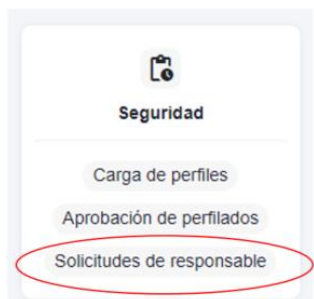 Seguridad
Carga de perfiles
Aprobación de perfilados
Solicitudes de responsable